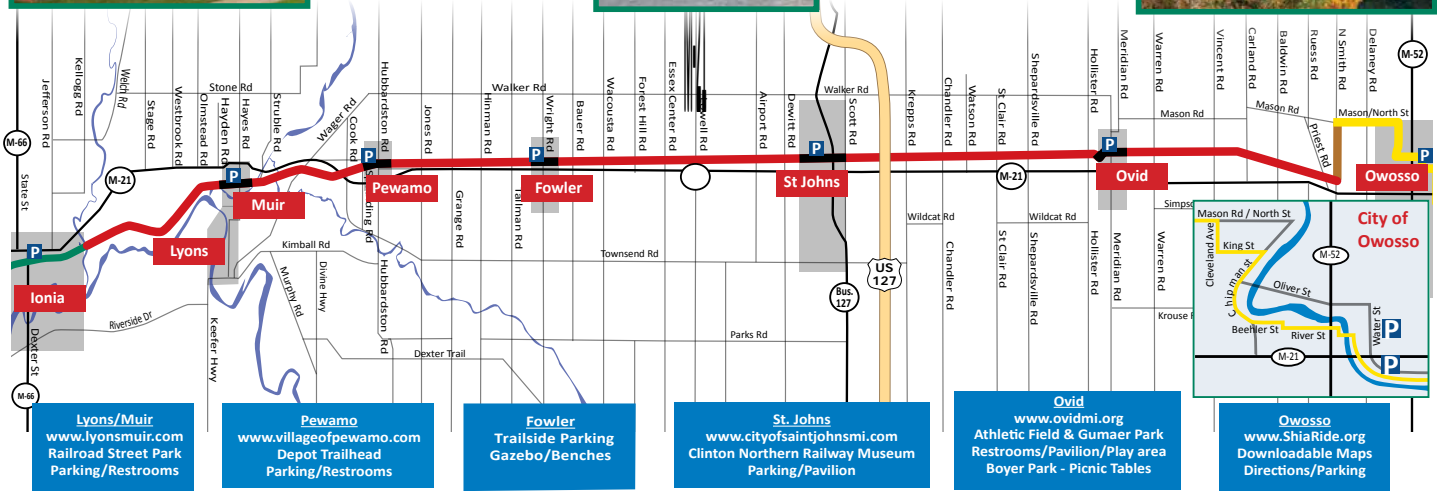 M-66
Jefferson Rd
Kellogg Rd
Welch Rd
Stage Rd
Westbrook Rd
Olmstead Rd
Hayden Rd
Hayes Rd
Struble Rd
Stone Rd
Wager Rd
Cook Rd
Hubbardston Rd
Jones Rd
Hinman Rd
Walker Rd
Wright Rd
Bauer Rd
Wacousta Rd
Forest Hill Rd
Essex Center Rd
Airport Rd
Dewitt Rd
Walker Rd
Scott Rd
Krepps Rd
Chandler Rd
Watson Rd
St Clair Rd
Shepardsville Rd
Hollister Rd
Meridian Rd
Warren Rd
Mason Rd
Vincent Rd
Carland Rd
Baldwin Rd
Ruess Rd
N Smith Rd
Delaney Rd
M-52
Mason Rd
Mason/North St
Priest Rd
State St
M-21
P
P
P
P
P
P
P
Muir
Pewamo
Fowler
St Johns
M-21
Ovid
Owosso
Lyons
Ionia
Grange Rd
Tallman Rd
Kimball Rd
Murphy Rd
Divine Hwy
Hubbardston Rd
Townsend Rd
Wildcat Rd
Chandler Rd
St Clair Rd
Wildcat Rd
Shepardsville Rd
Hollister Rd
Meridian Rd
Warren Rd
US
127
Bus.
127
Riverside Dr
Keefer Hwy
Dexter St
M-66
Dexter Trail
Parks Rd
City of
Owosso
Mason Rd / North St
Cleveland Ave
King St
Chipman st
M-52
Oliver St
Beehler St
River St
Water St
M-21
P
P
Lyons/Muir
www.lyonsmuir.com
Railroad Street Park
Parking/Restrooms
Pewamo
www.villageofpewamo.com
Depot Trailhead
Parking/Restrooms
Fowler
Trailside Parking
Gazebo/Benches
St. Johns
www.cityofsaintjohnsmi.com
Clinton Northern Railway Museum
Parking/Pavilion
Ovid
www.ovidmi.org
Athletic Field & Gumaer Park
Restrooms/Pavilion/Play area
Boyer Park - Picnic Tables
Owosso
www.ShiaRide.org
Downloadable Maps
Directions/Parking